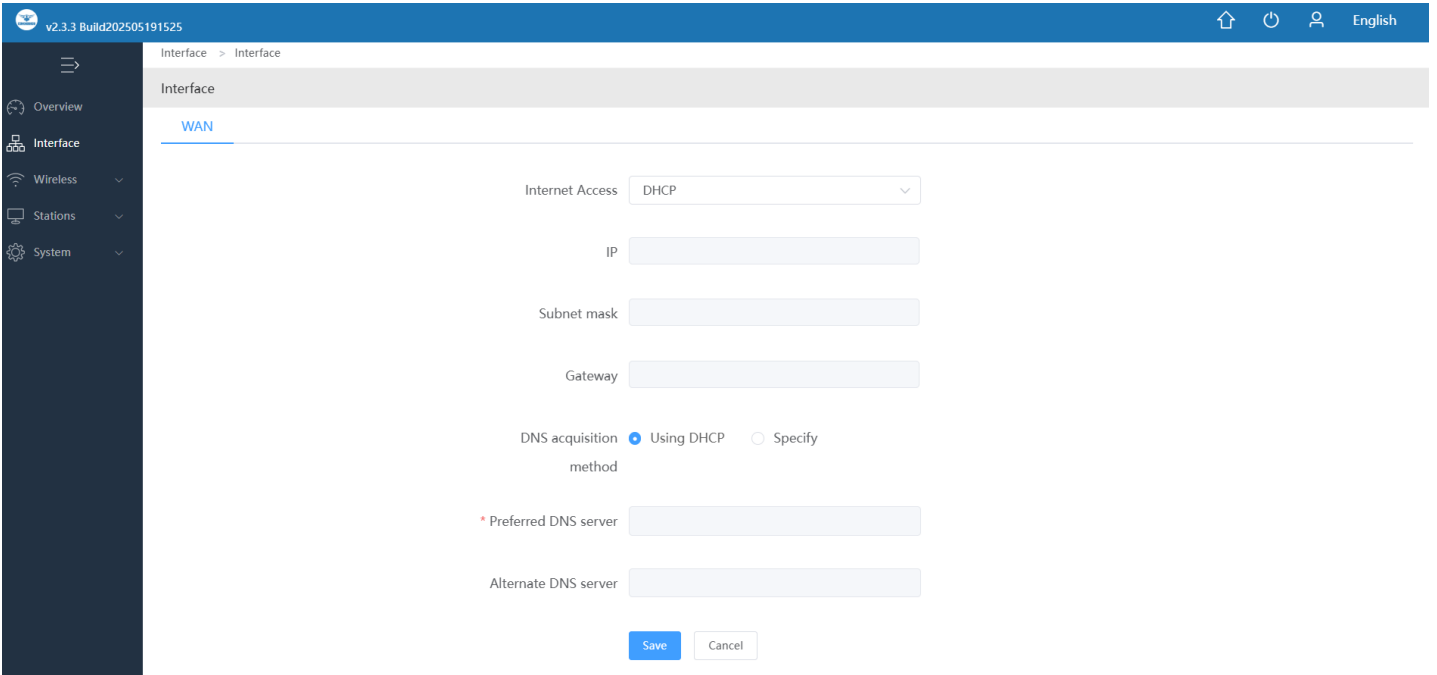 v2.3.3 Build202505191525
English
Interface > Interface
Interface
Overview
Interface
Wireless
Stations
System
WAN
Internet Access DHCP
IP
Subnet mask
Gateway
DNS acquisition method Using DHCP Specify
* Preferred DNS server
Alternate DNS server
Save Cancel